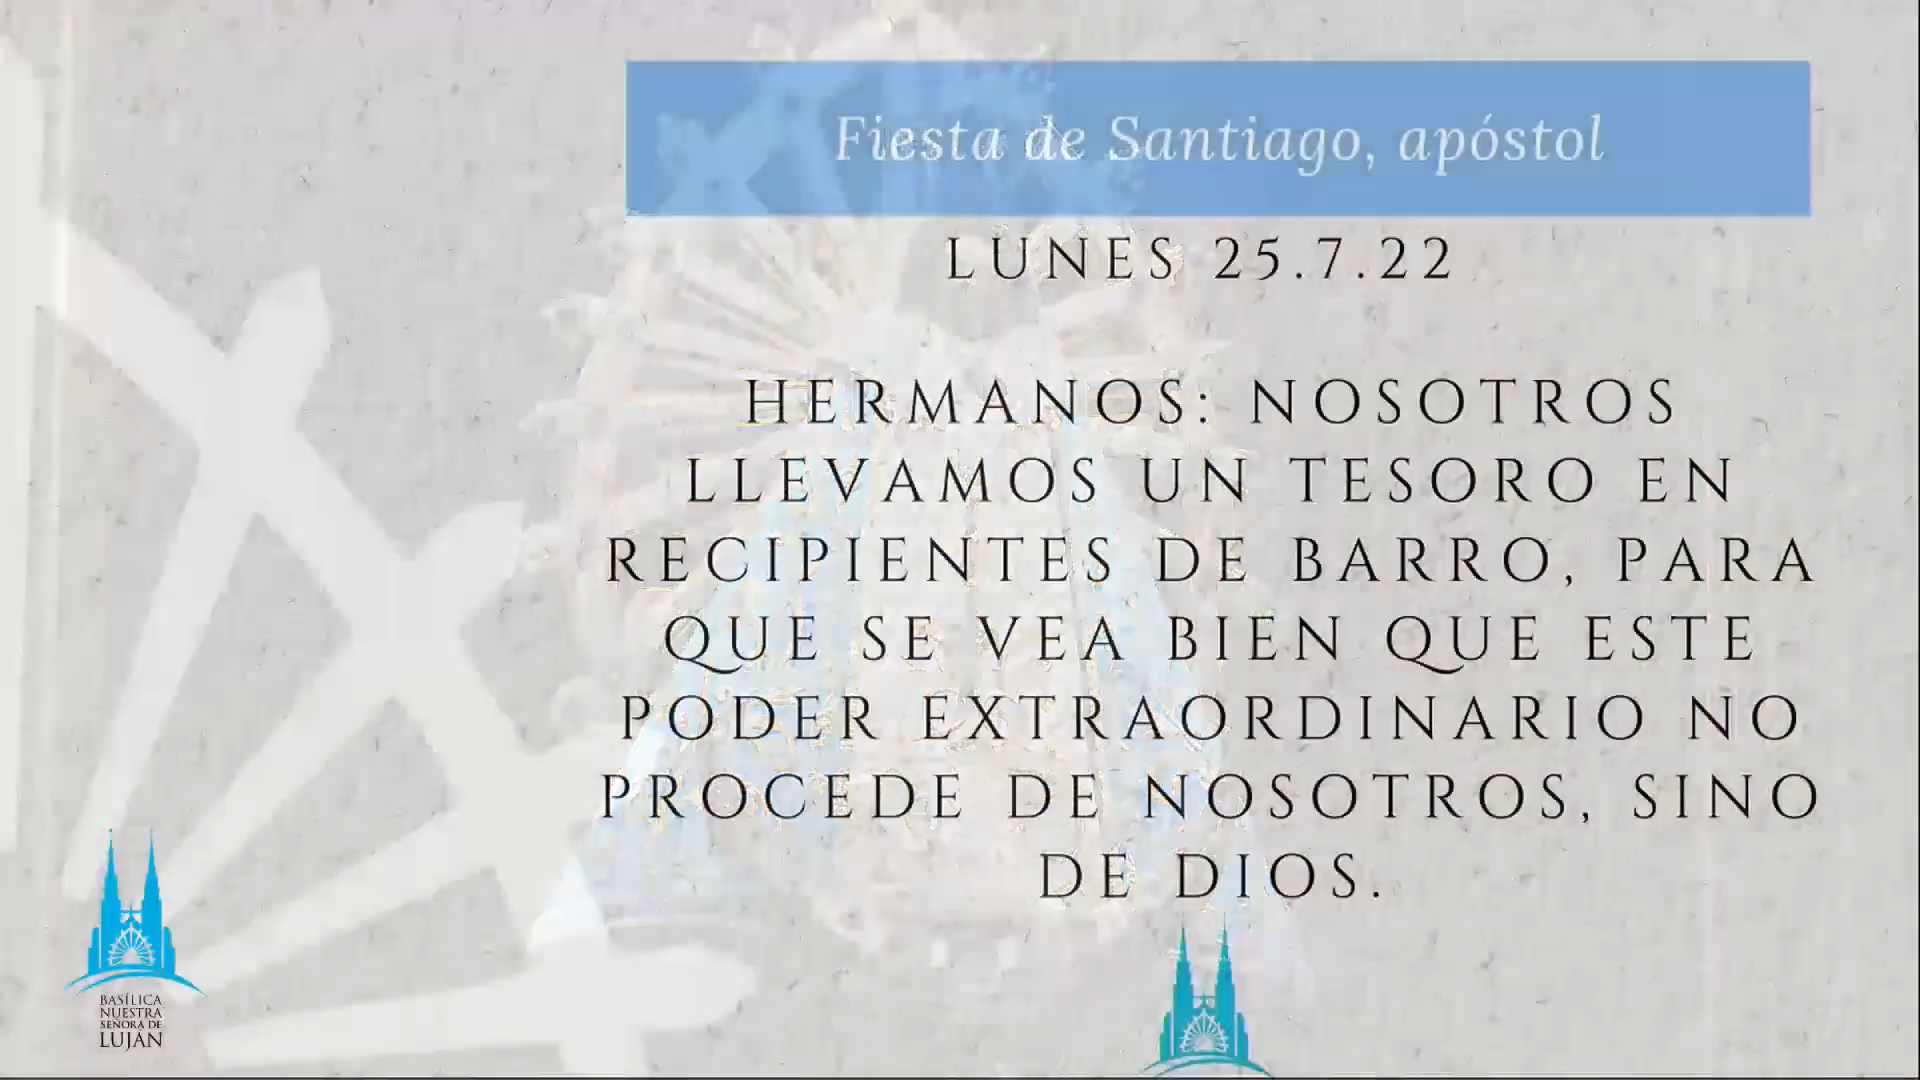 Fiesta de Santiago, apóstol
LUNES 25.7.22
HERMANOS: NOSOTROS
LLEVAMOS UN TESORO EN
RECIPIENTES DE BARRO, PARA
QUE SE VEA BIEN QUE ESTE
PODER EXTRAORDINARIO NO
PROCEDE DE NOSOTROS, SINO
DE DIOS.
BASÍLICA
NUESTRA
SEÑORA DE
LUJÁN